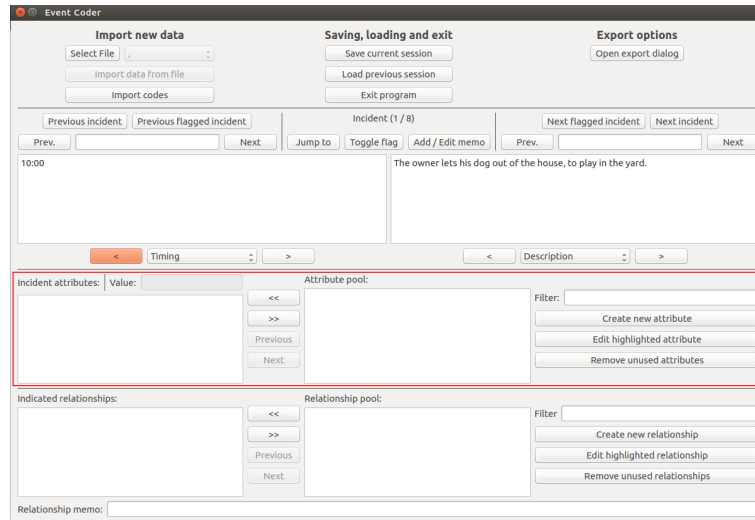 Event Coder
Import new data
Saving, loading and exit
Export options
Select File
,
Save current session
Open export dialog
Import data from file
Load previous session
Import codes
Exit program
Previous incident
Previous flagged incident
Incident (1 / 8)
Next flagged incident
Next incident
Prev.
Next
Jump to
Toggle flag
Add / Edit memo
Prev.
Next
10:00
The owner lets his dog out of the house, to play in the yard.
<
Timing
>
<
Description
>
Incident attributes:
Value:
Attribute pool:
<<
>>
Previous
Next
Filter:
Create new attribute
Edit highlighted attribute
Remove unused attributes
Indicated relationships:
Relationship pool:
<<
>>
Previous
Next
Filter
Create new relationship
Edit highlighted relationship
Remove unused relationships
Relationship memo: